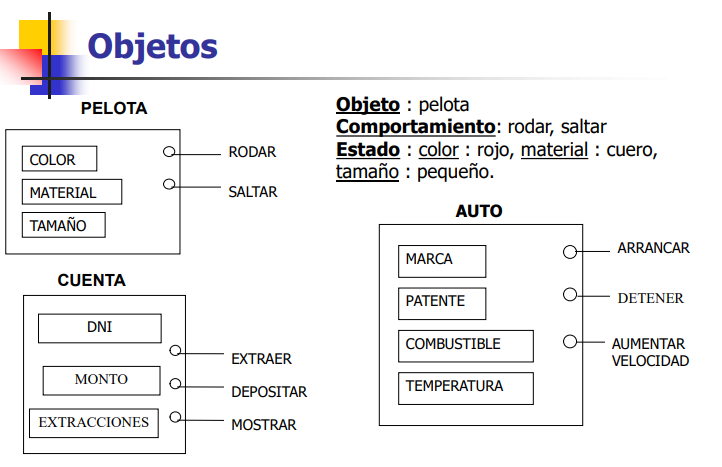 Objetos
PELOTA
COLOR
MATERIAL
TAMAÑO
RODAR
SALTAR
Objeto : pelota
Comportamiento: rodar, saltar
Estado : color : rojo, material : cuero,
tamaño : pequeño.
CUENTA
DNI
MONTO
EXTRACCIONES
EXTRAER
DEPOSITAR
MOSTRAR
AUTO
MARCA
PATENTE
COMBUSTIBLE
TEMPERATURA
ARRANCAR
DETENER
AUMENTAR
VELOCIDAD